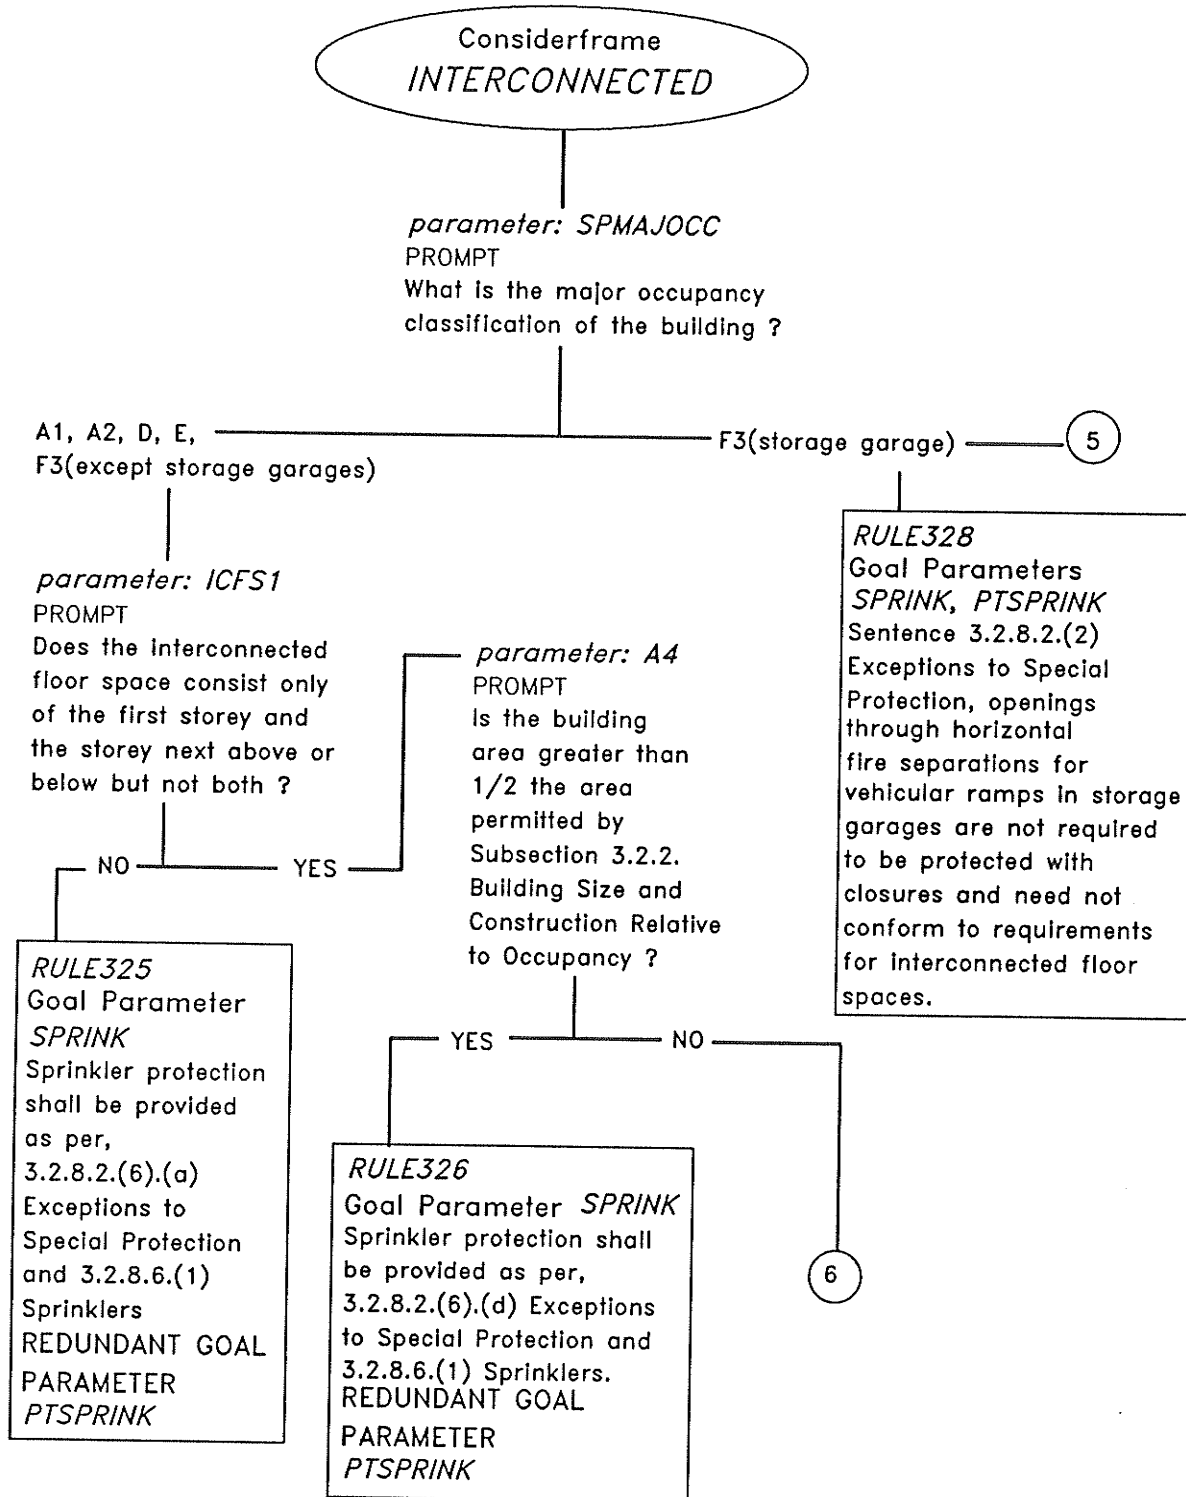 Considerframe
INTERCONNECTED
parameter: SPMAJOCC
PROMPT
What is the major occupancy
classification of the building ?
A1, A2, D, E,
F3(except storage garages)
F3(storage garage)
5
parameter: ICFS1
PROMPT
Does the interconnected
floor space consist only
of the first storey and
the storey next above or
below but not both ?
NO
YES
parameter: A4
PROMPT
Is the building
area greater than
1/2 the area
permitted by
Subsection 3.2.2.
Building Size and
Construction Relative
to Occupancy ?
YES
NO
6
RULE328
Goal Parameters
SPRINK, PTSPRINK
Sentence 3.2.8.2.(2)
Exceptions to Special
Protection, openings
through horizontal
fire separations for
vehicular ramps in storage
garages are not required
to be protected with
closures and need not
conform to requirements
for interconnected floor
spaces.
RULE325
Goal Parameter
SPRINK
Sprinkler protection
shall be provided
as per,
3.2.8.2.(6).(a)
Exceptions to
Special Protection
and 3.2.8.6.(1)
Sprinklers
REDUNDANT GOAL
PARAMETER
PTSPRINK
RULE326
Goal Parameter SPRINK
Sprinkler protection shall
be provided as per,
3.2.8.2.(6).(d) Exceptions
to Special Protection and
3.2.8.6.(1) Sprinklers.
REDUNDANT GOAL
PARAMETER
PTSPRINK